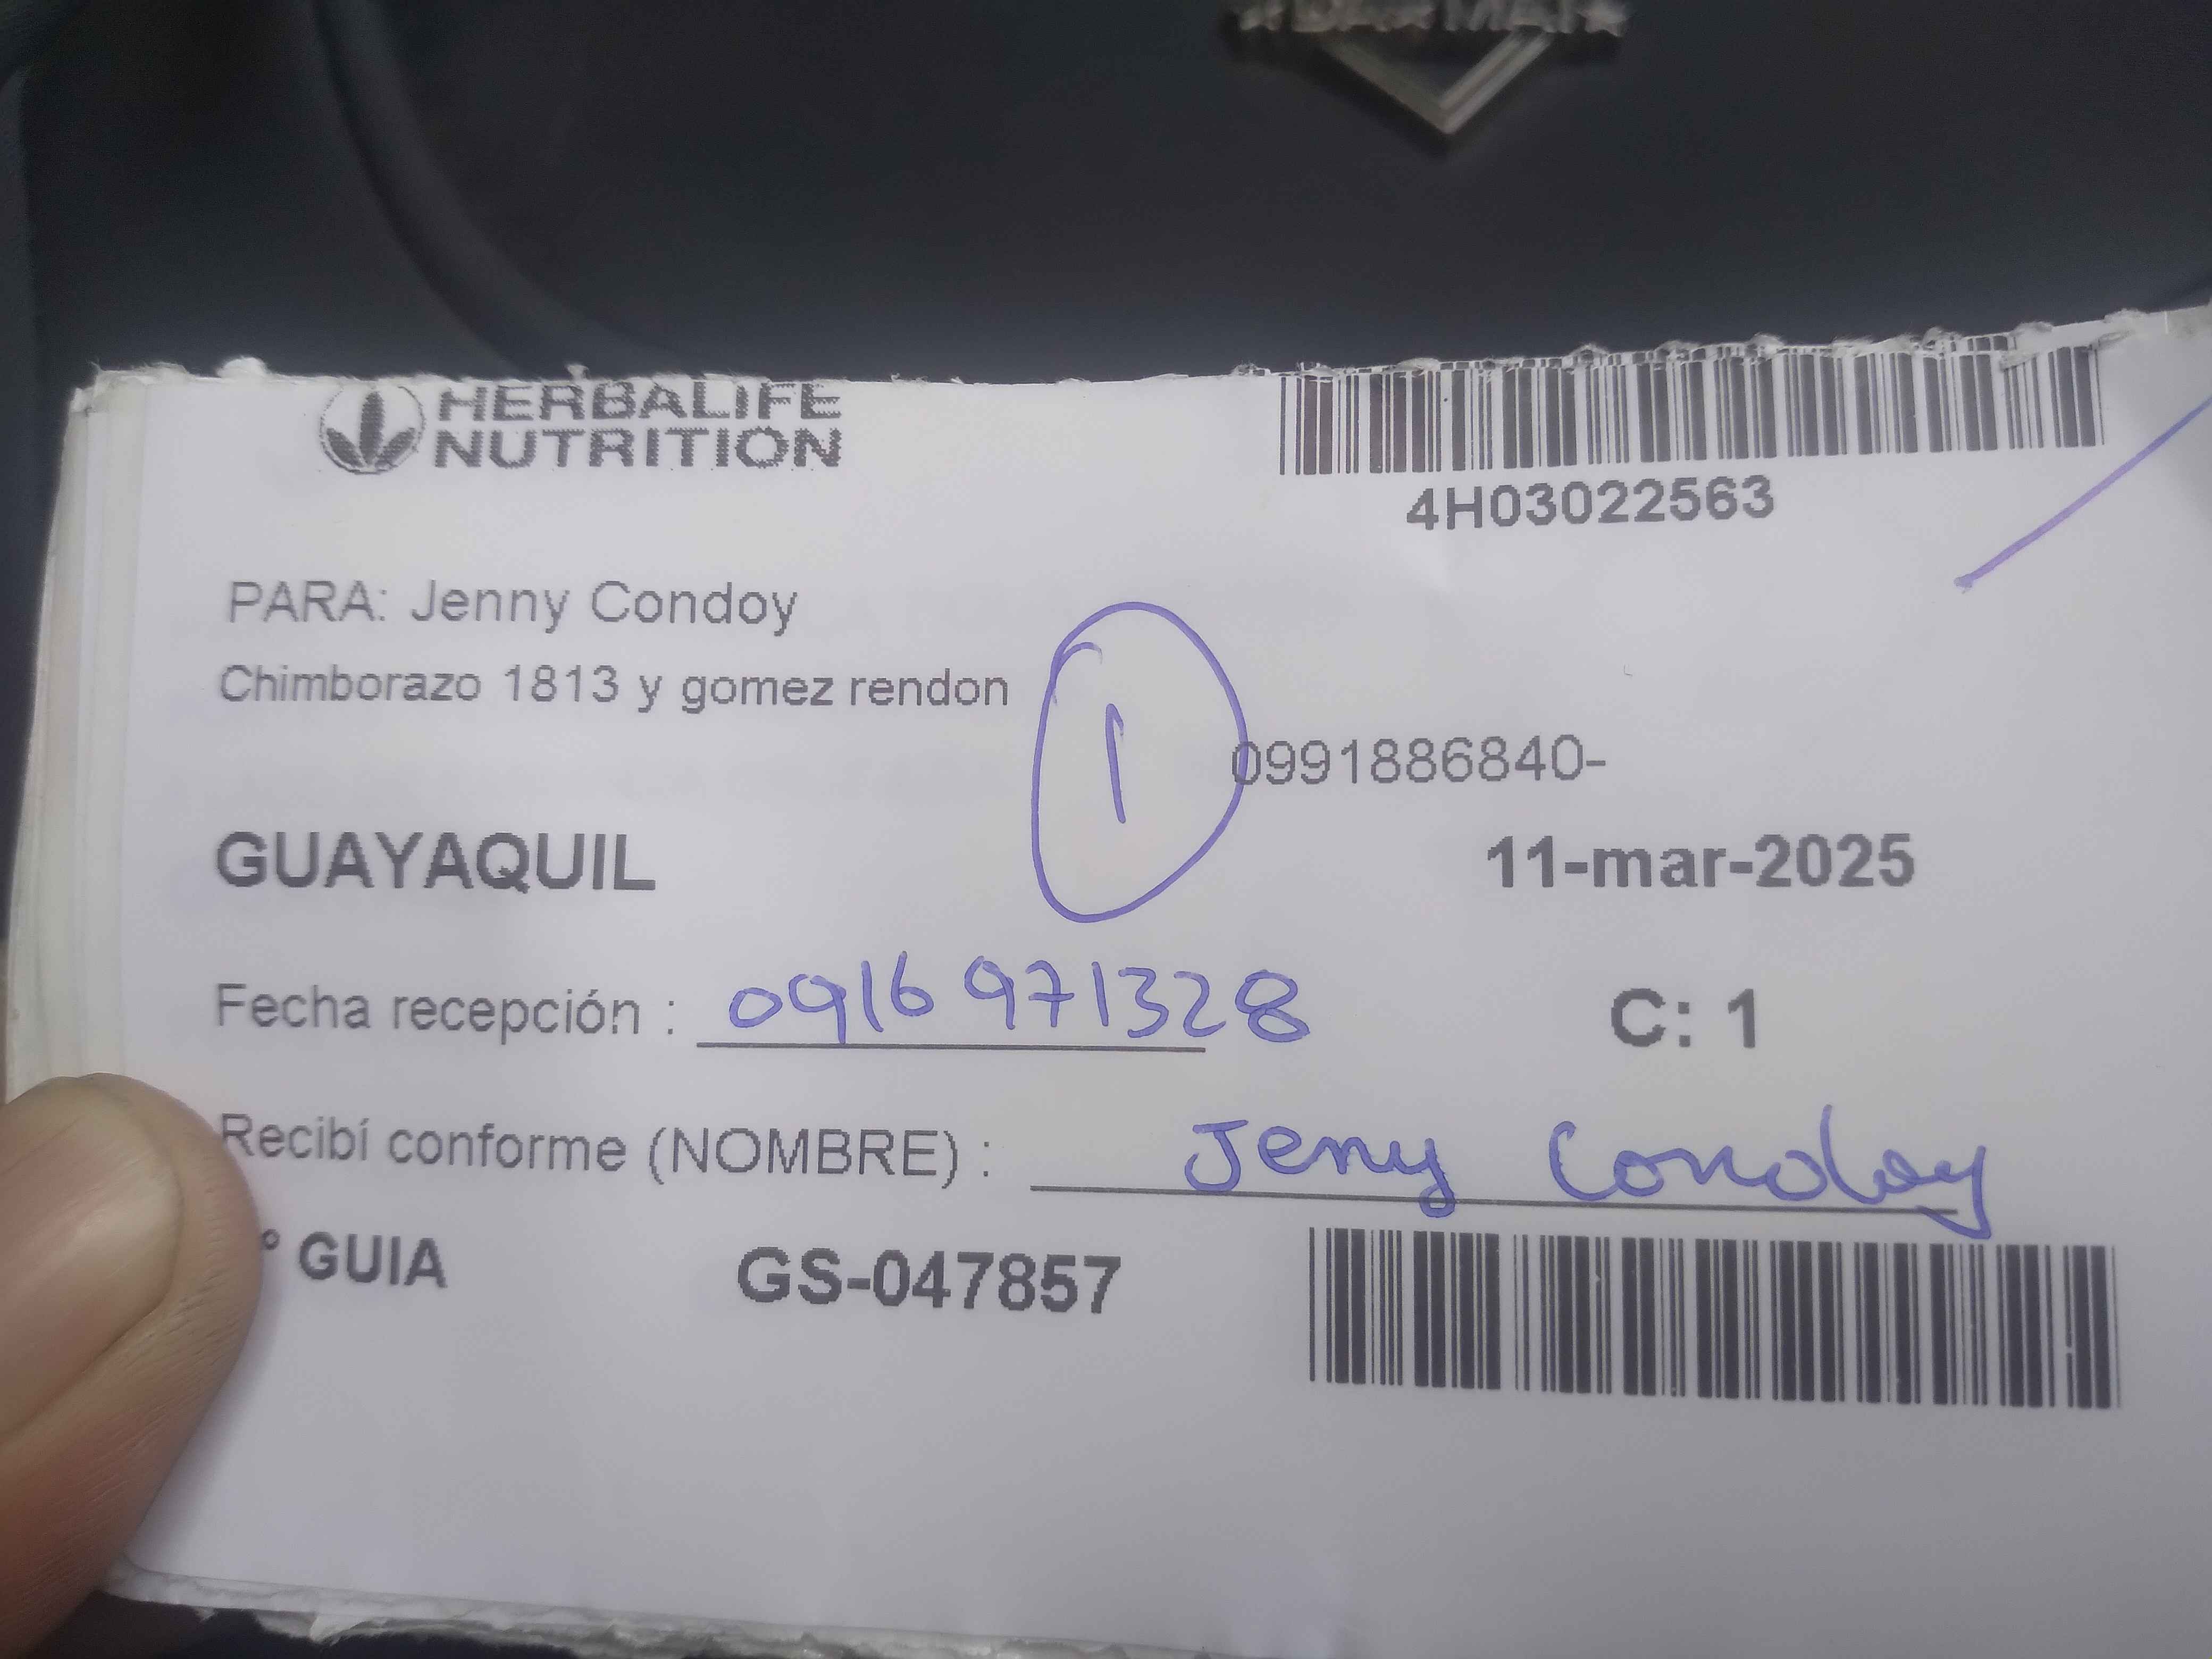 HERBALIFE
NUTRITION
4H03022563
PARA: Jenny Condoy
Chimborazo 1813 y gomez rendon
1
0991886840-
GUAYAQUIL
11-mar-2025
Fecha recepción : 0916971328
C: 1
Recibí conforme (NOMBRE) : Jeny Condoy
° GUIA GS-047857